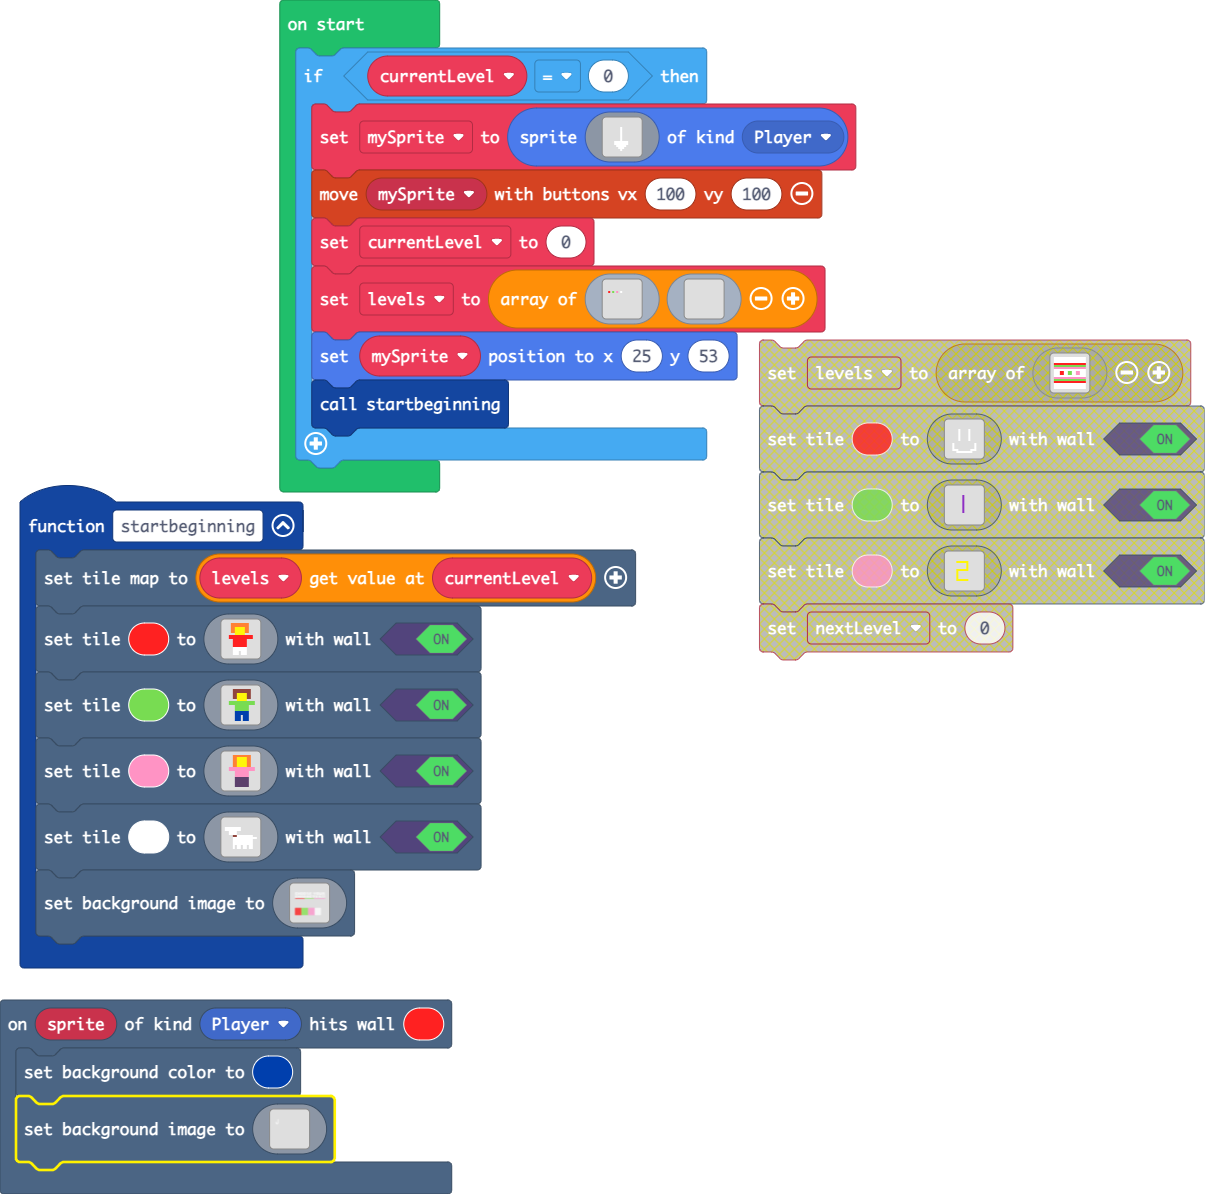 on start
if currentLevel = 0 then
set mySprite to sprite of kind Player
move mySprite with buttons vx 100 vy 100
set currentLevel to 0
set levels to array of
set mySprite position to x 25 y 53
call startbeginning
set levels to array of
set tile to with wall ON
set tile to with wall ON
set tile to 2 with wall ON
set nextLevel to 0
function startbeginning
set tile map to levels get value at currentLevel
set tile to with wall ON
set tile to with wall ON
set tile to with wall ON
set tile to with wall ON
set background image to
on sprite of kind Player hits wall
set background color to
set background image to